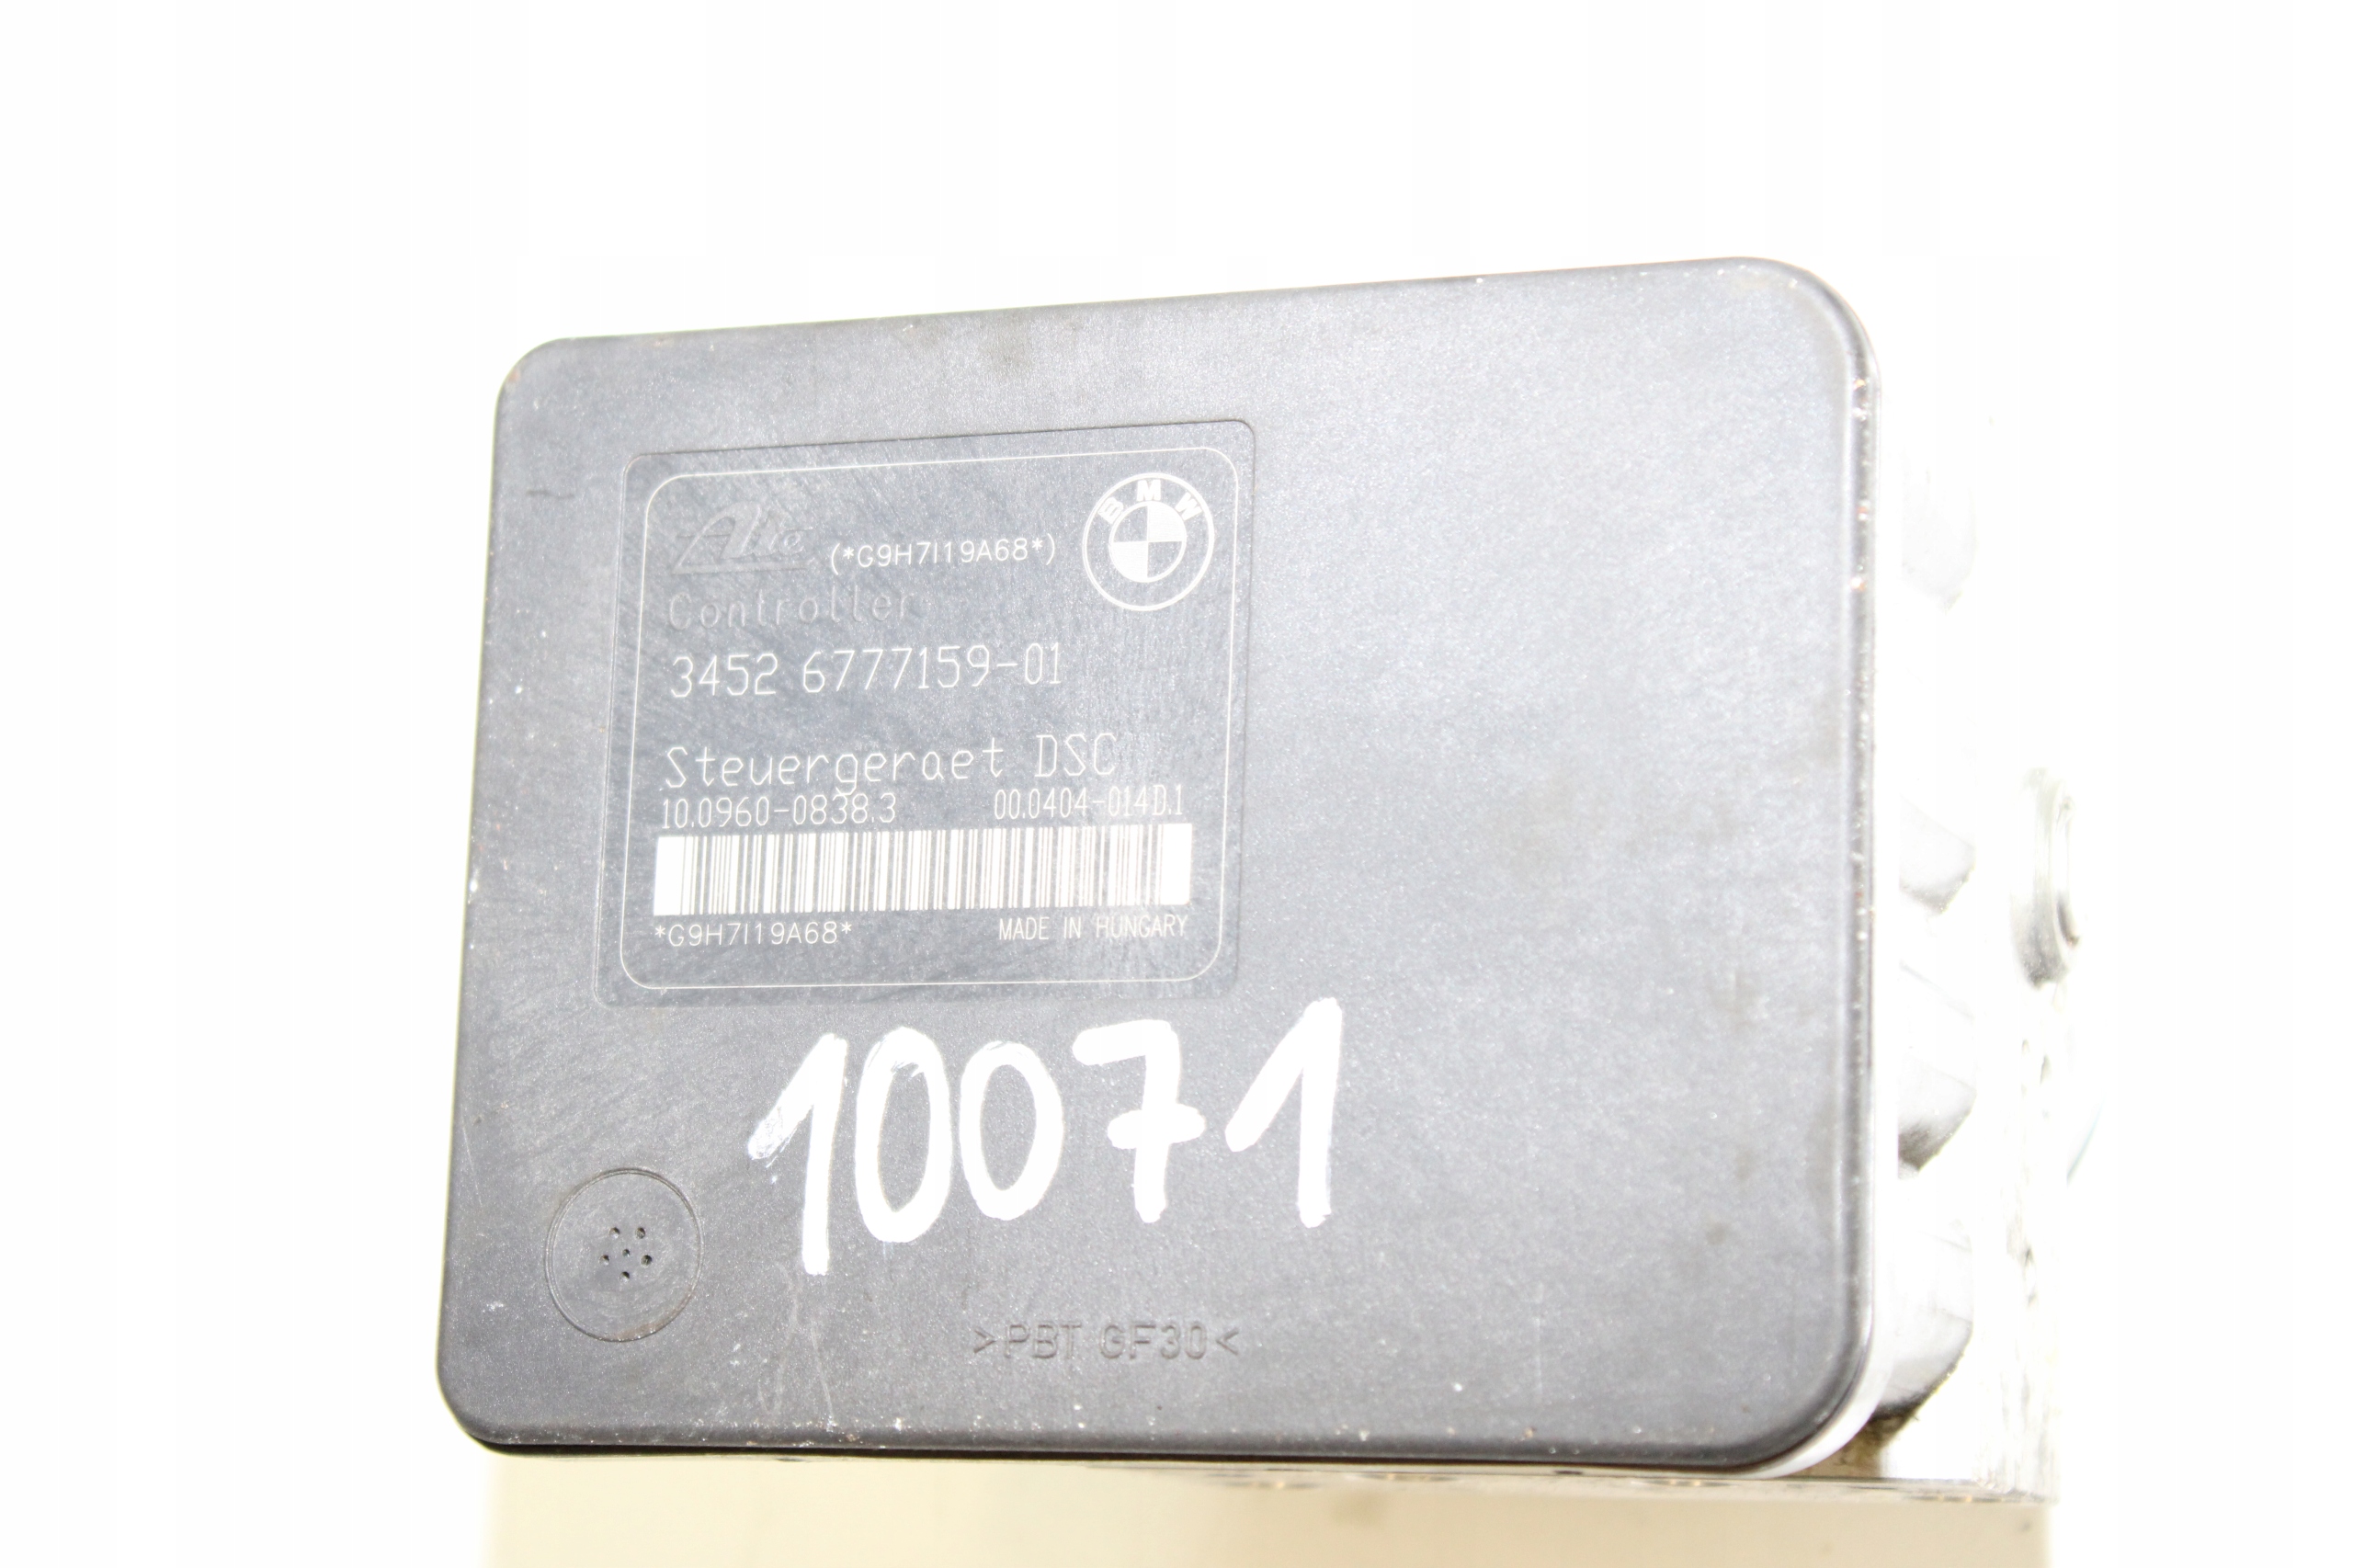 BMW
Ate (*G9H7I19A68*)
Controller
3452 6777159-01
Steuergeraet DSC
10.0960-0838.3 00.0404-014D.1
*G9H7I19A68* MADE IN HUNGARY
10071
>PBT GF30<